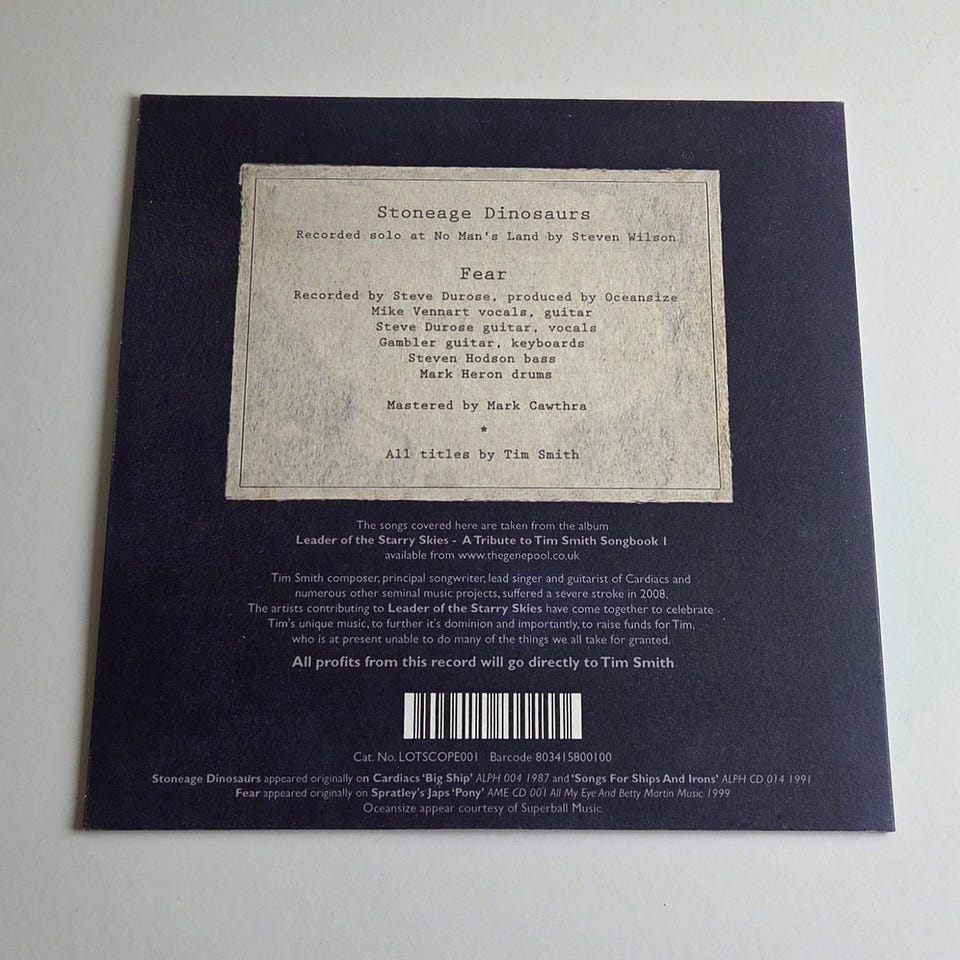 Stoneage Dinosaurs
Recorded solo at No Man's Land by Steven Wilson
Fear
Recorded by Steve Durose, produced by Oceansize
Mike Vennart vocals, guitar
Steve Durose guitar, vocals
Gambler guitar, keyboards
Steven Hodson bass
Mark Heron drums
Mastered by Mark Cawthra
★
All titles by Tim Smith
The songs covered here are taken from the album
Leader of the Starry Skies - A Tribute to Tim Smith Songbook 1
available from www.thegenepool.co.uk
Tim Smith composer, principal songwriter, lead singer and guitarist of Cardiacs and
numerous other seminal music projects, suffered a severe stroke in 2008.
The artists contributing to Leader of the Starry Skies have come together to celebrate
Tim's unique music, to further it's dominion and importantly, to raise funds for Tim,
who is at present unable to do many of the things we all take for granted.
All profits from this record will go directly to Tim Smith
Cat. No. LOTSCOPE001 Barcode 803415800100
Stoneage Dinosaurs appeared originally on Cardiacs 'Big Ship' ALPH 004 1987 and 'Songs For Ships And Irons' ALPH CD 014 1991
Fear appeared originally on Spratley's Japs 'Pony' AME CD 001 All My Eye And Betty Martin Music 1999
Oceansize appear courtesy of Superball Music